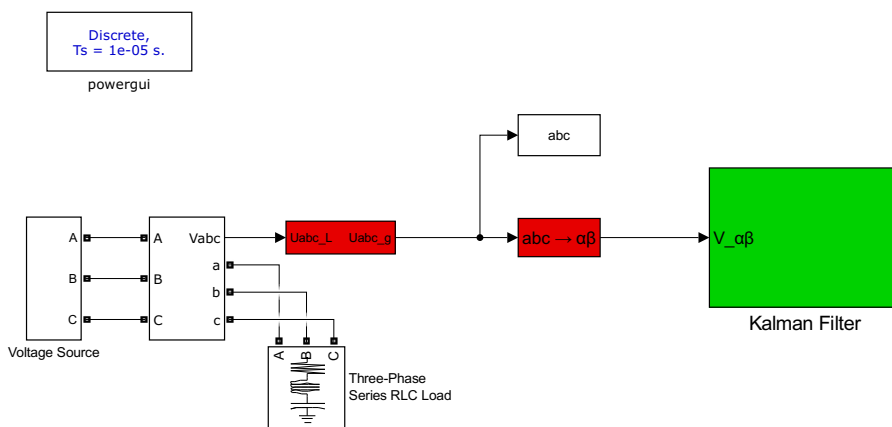 Discrete,
Ts = 1e-05 s.
powergui
abc
A
B
C
Voltage Source
A
B
C
Vabc
a
b
c
Uabc_L
Uabc_g
abc → αβ
V_αβ
Kalman Filter
A
B
C
Three-Phase
Series RLC Load